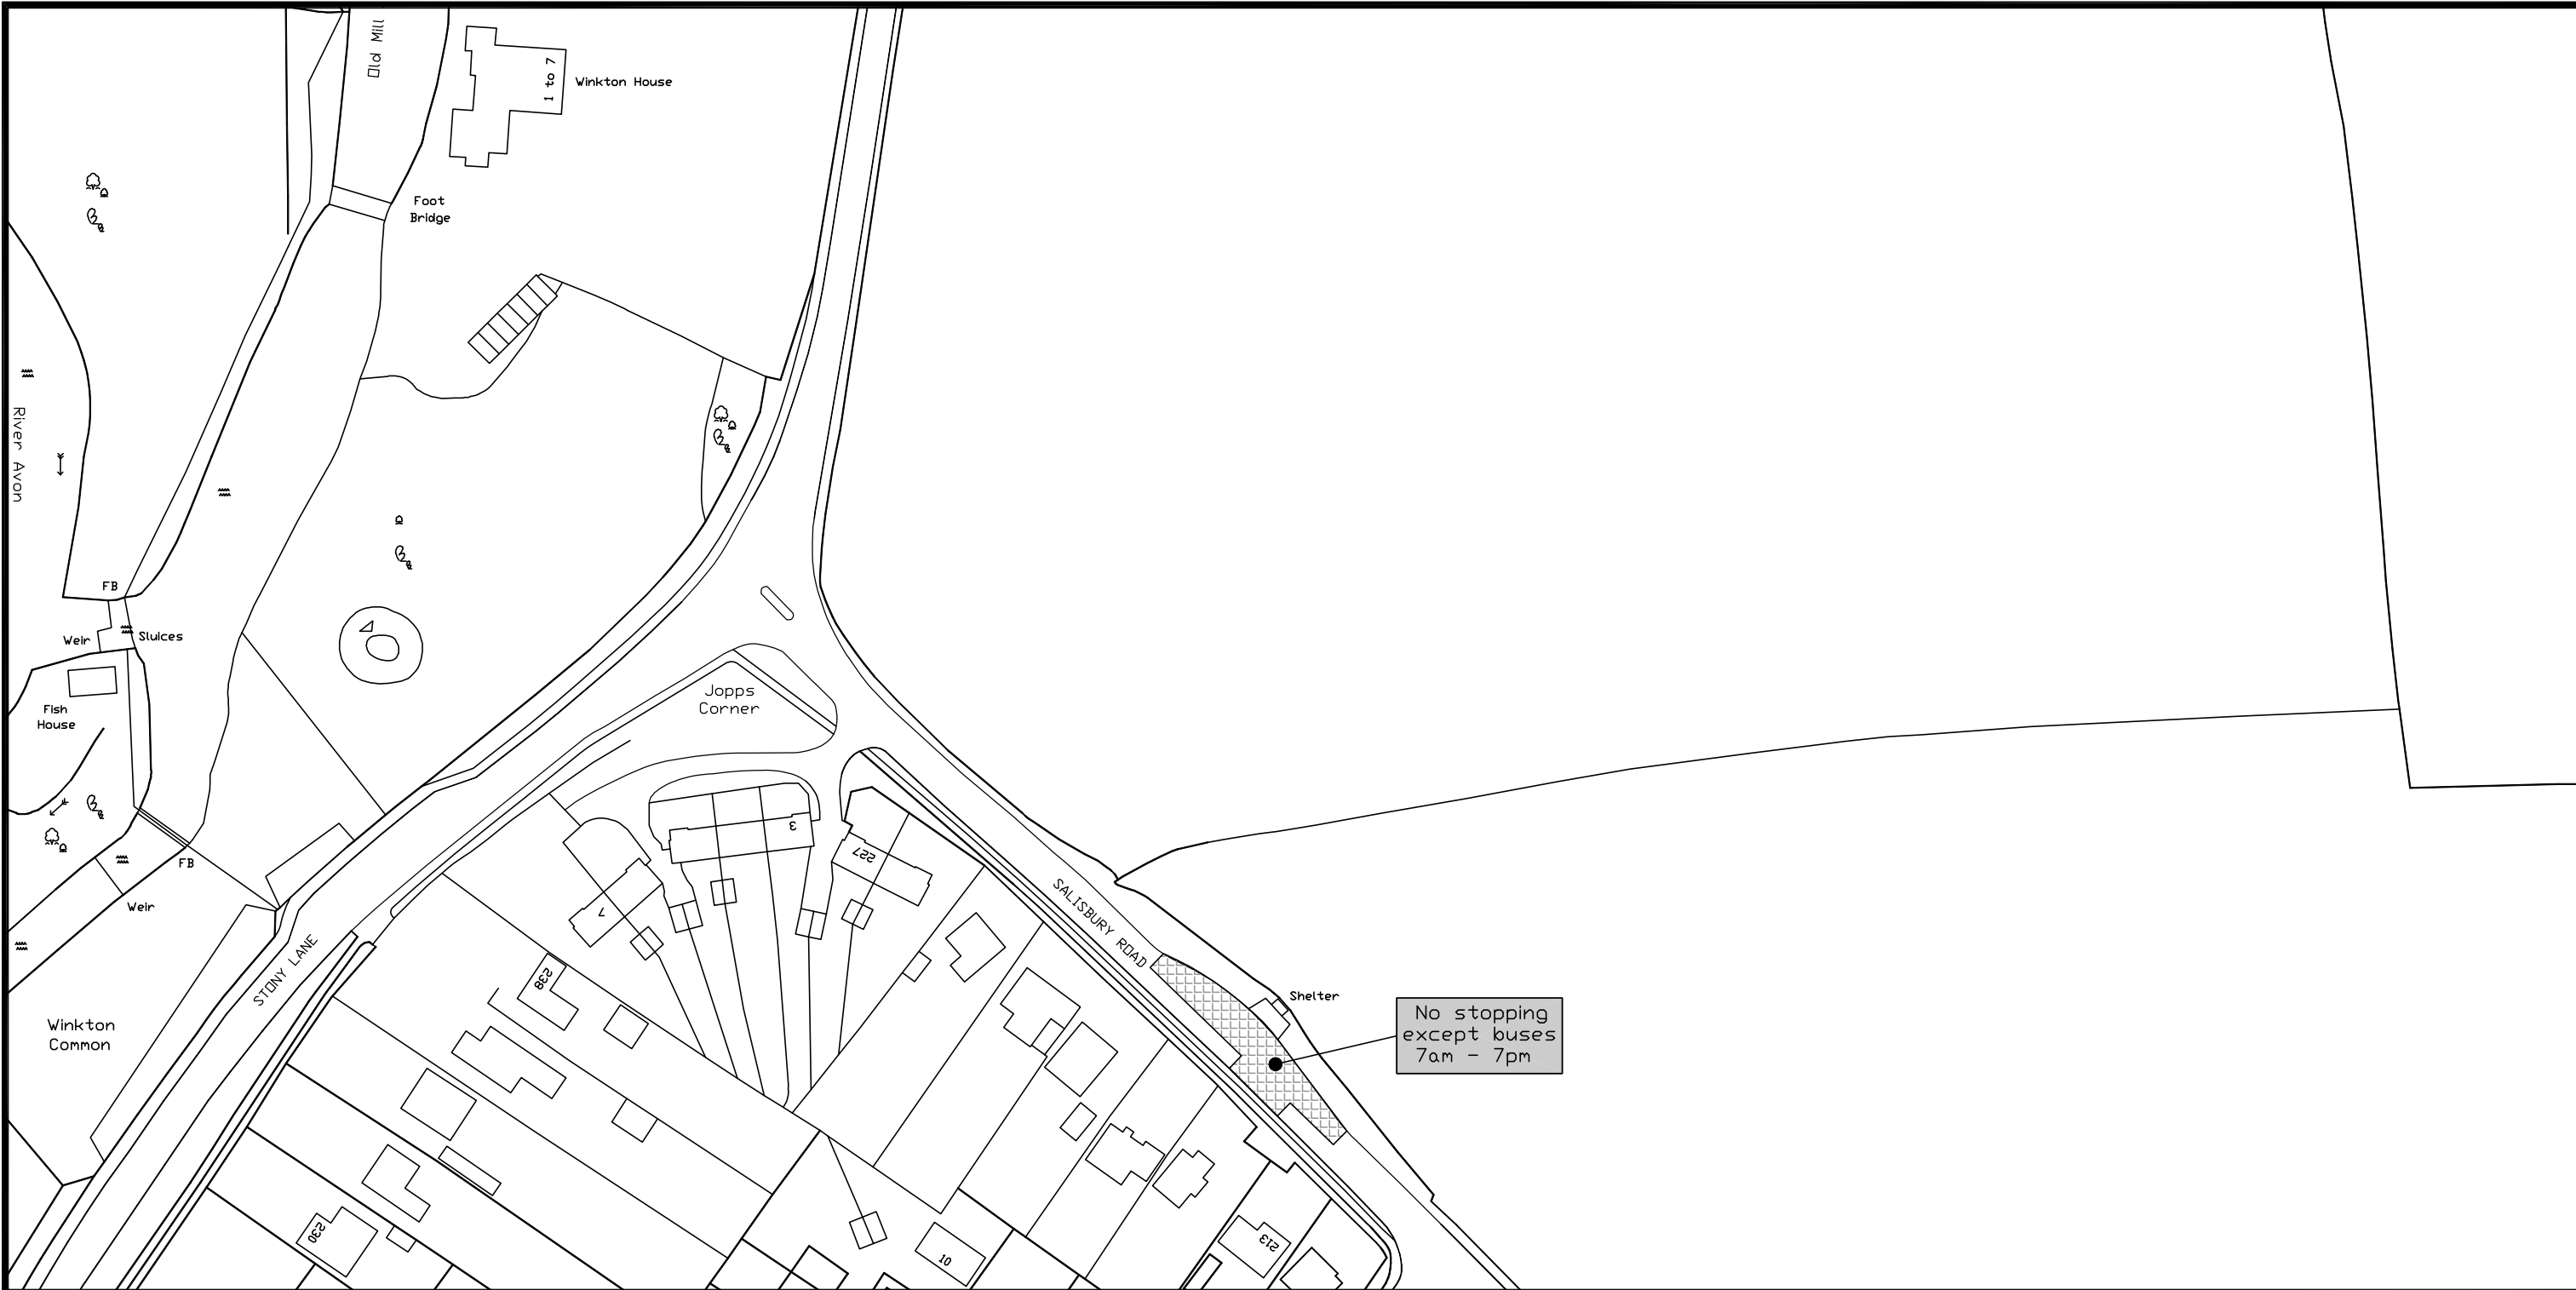 Old Mill
1 to 7
Winkton House
Foot
Bridge
River Avon
FB
Weir
Sluices
Fish
House
Jopps
Corner
3
227
7
FB
Weir
SALISBURY ROAD
STONY LANE
238
Shelter
No stopping
except buses
7am - 7pm
Winkton
Common
230
10
213